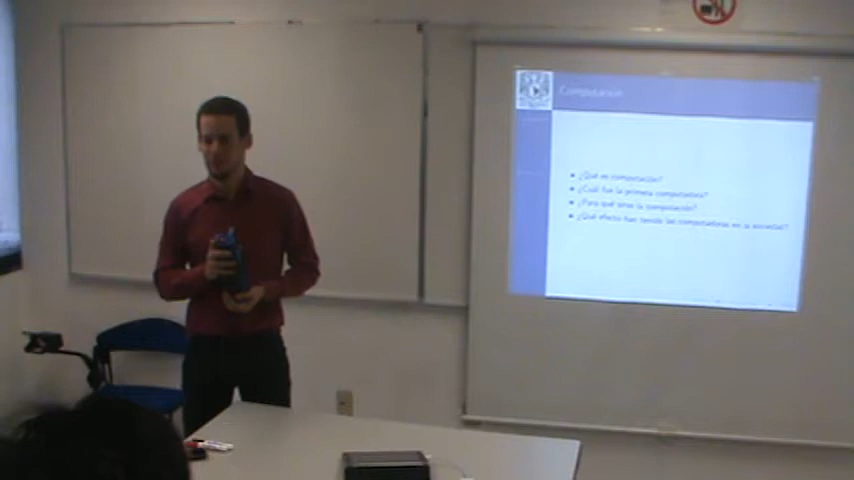 Computación
¿Qué es computación?
¿Cuál fue la primera computadora?
¿Para qué sirve la computación?
¿Qué efecto han tenido las computadoras en la sociedad?